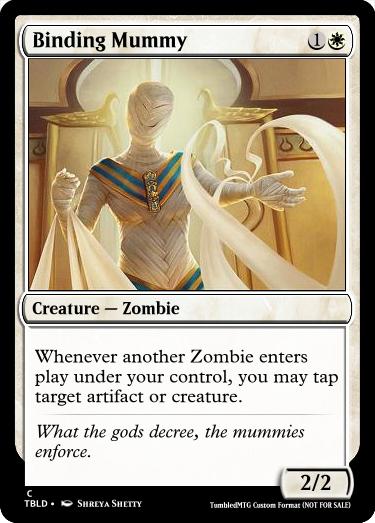 Binding Mummy 1
Creature — Zombie
Whenever another Zombie enters
play under your control, you may tap
target artifact or creature.
What the gods decree, the mummies
enforce.
2/2
C
TBLD • Shreya Shetty
TumbledMTG Custom Format (NOT FOR SALE)